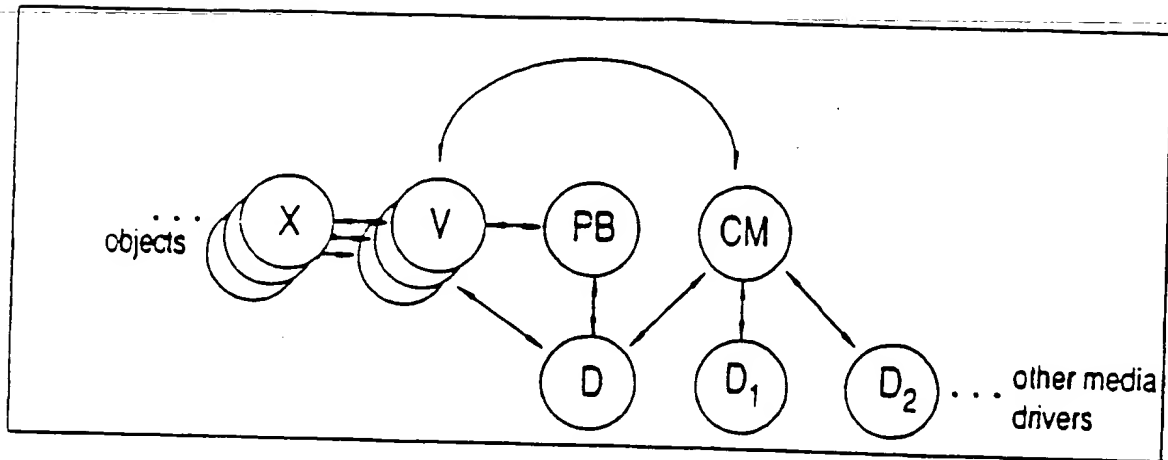 X
V
PB
CM
. . .
objects
D
D₁
D₂
. . . other media
drivers